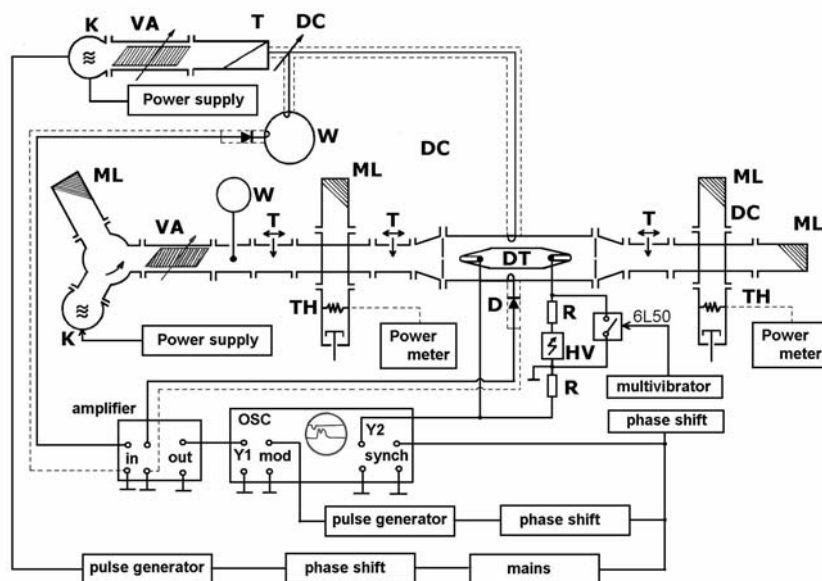 K
VA
T
DC
Power supply
W
DC
ML
VA
W
T
ML
T
DT
T
ML
DC
ML
K
Power supply
TH
Power
meter
D
R
HV
R
6L50
multivibrator
phase shift
TH
Power
meter
amplifier
in
out
OSC
Y1
mod
Y2
synch
pulse generator
phase shift
pulse generator
phase shift
mains